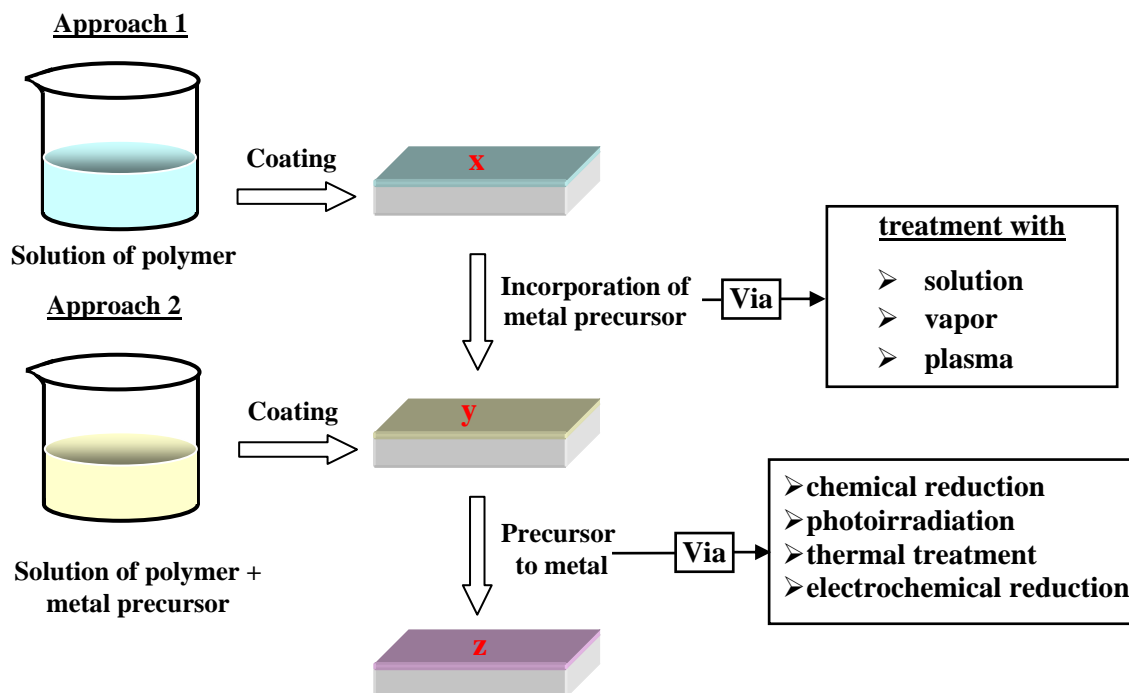 Approach 1
Coating
x
Solution of polymer
treatment with
➢ solution
➢ vapor
➢ plasma
Incorporation of
metal precursor
Via
Approach 2
Coating
y
Solution of polymer +
metal precursor
Precursor
to metal
Via
➢chemical reduction
➢photoirradiation
➢thermal treatment
➢electrochemical reduction
z